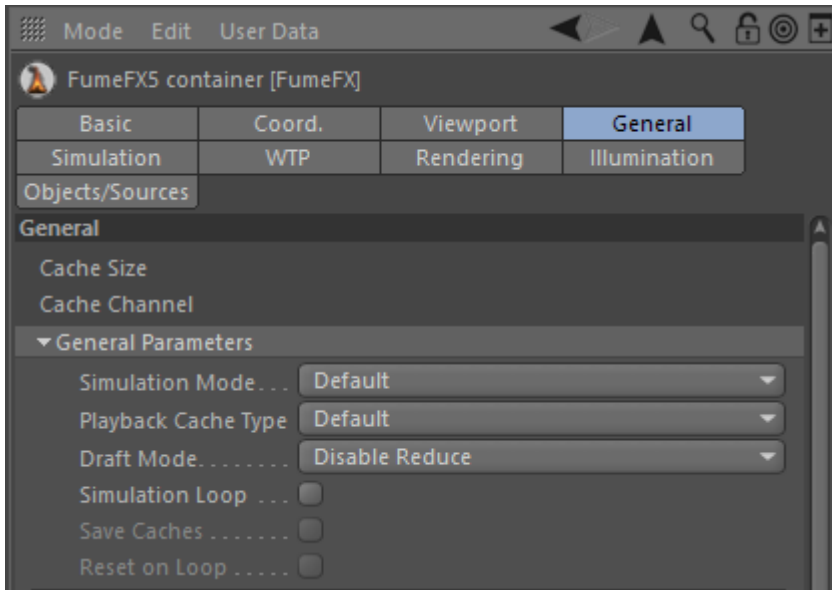 Mode Edit User Data
FumeFX5 container [FumeFX]
Basic Coord. Viewport General
Simulation WTP Rendering Illumination
Objects/Sources
General
Cache Size
Cache Channel
General Parameters
Simulation Mode. . . Default
Playback Cache Type Default
Draft Mode. . . . . . . . Disable Reduce
Simulation Loop . . .
Save Caches . . . . . . .
Reset on Loop . . . . .